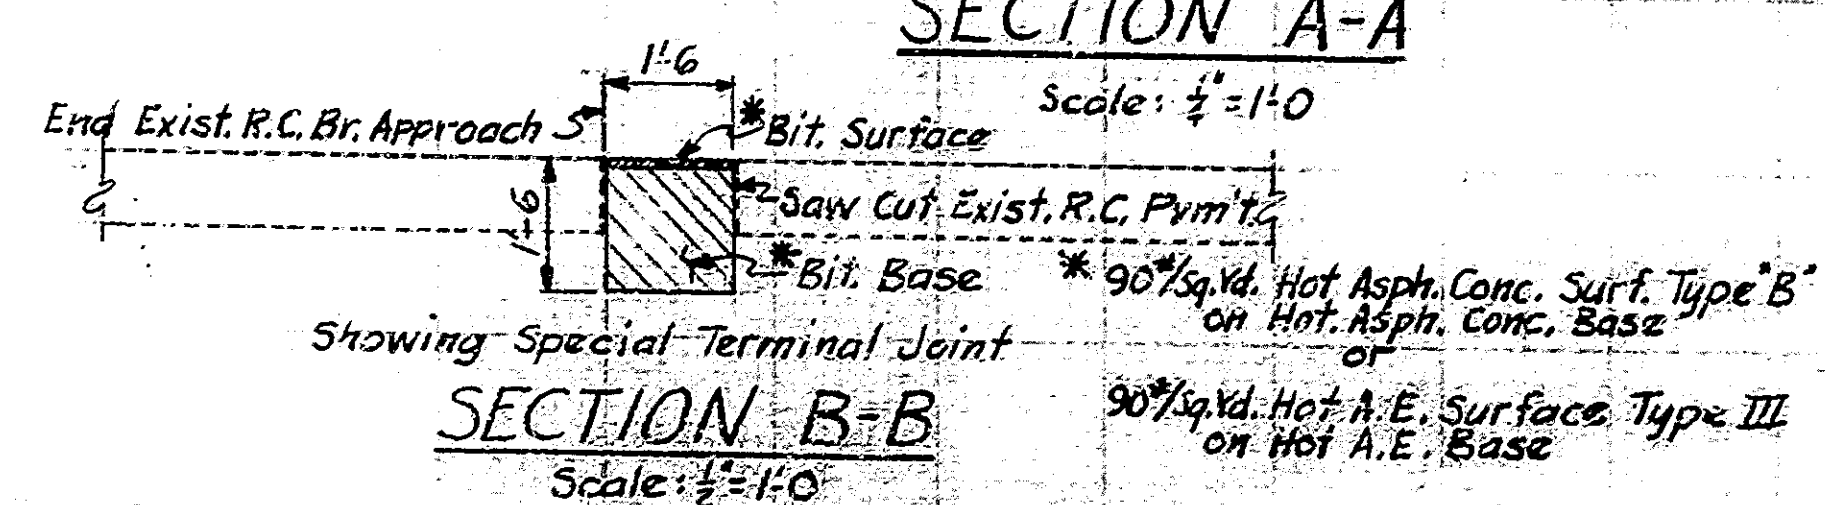 SECTION A-A
Scale: 1/2" = 1'-0
1'-6
End Exist. R.C. Br. Approach
* Bit. Surface
1'-6
Saw Cut Exist. R.C. Pvm't.
* Bit. Base
* 90#/Sq.Yd. Hot Asph. Conc. Surf. Type "B"
on Hot. Asph. Conc. Base
or
90#/Sq.Yd. Hot A.E. Surface Type III
on Hot A.E. Base
Showing Special Terminal Joint
SECTION B-B
Scale: 1/2" = 1'-0